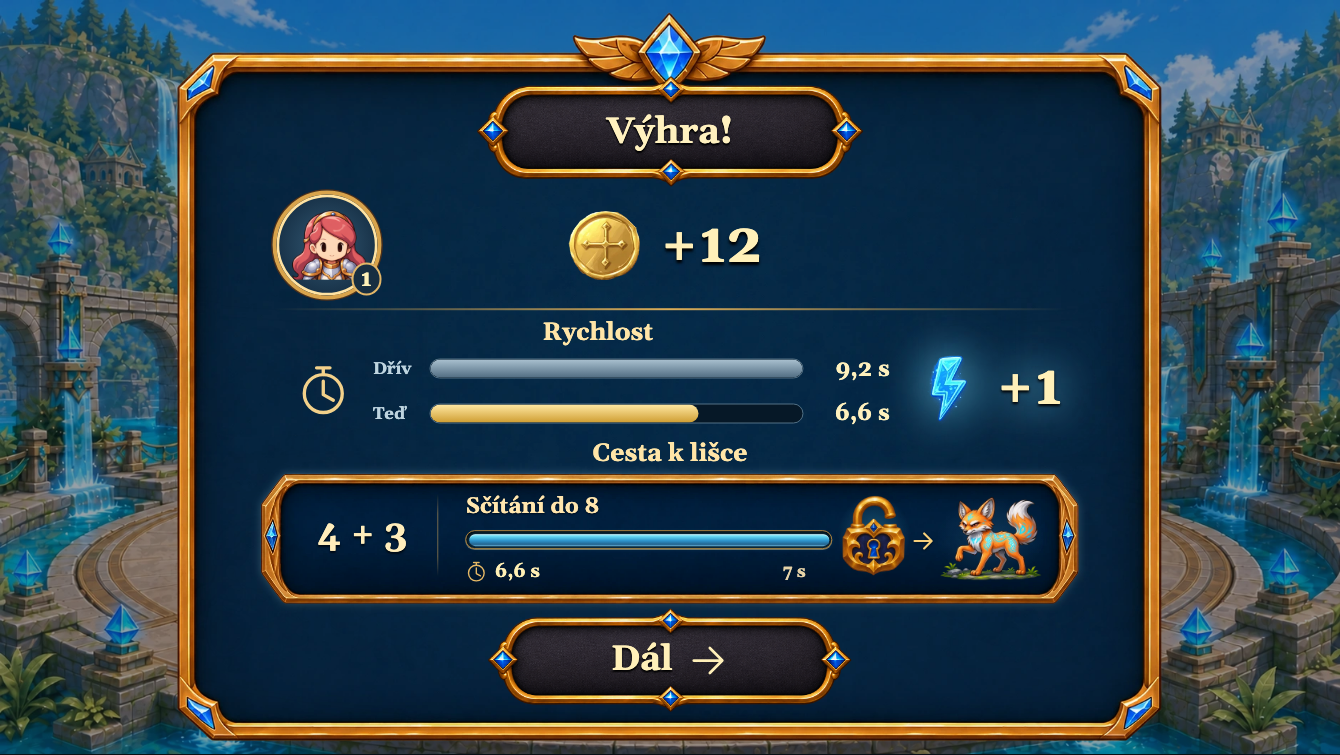 Výhra!
1
+12
Rychlost
Dřív 9,2 s
Teď 6,6 s
+1
Cesta k lišce
4 + 3
Sčítání do 8
6,6 s 7 s
→
Dál →